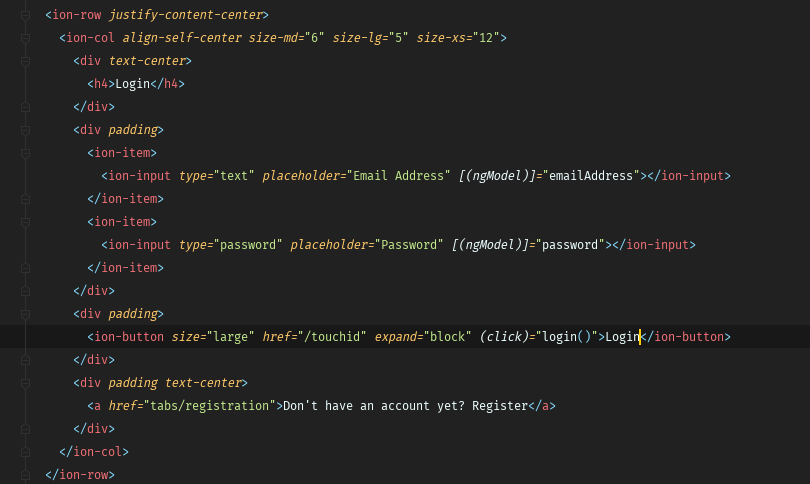 <ion-row justify-content-center>
<ion-col align-self-center size-md="6" size-lg="5" size-xs="12">
<div text-center>
<h4>Login</h4>
</div>
<div padding>
<ion-item>
<ion-input type="text" placeholder="Email Address" [(ngModel)]="emailAddress"></ion-input>
</ion-item>
<ion-item>
<ion-input type="password" placeholder="Password" [(ngModel)]="password"></ion-input>
</ion-item>
</div>
<div padding>
<ion-button size="large" href="/touchid" expand="block" (click)="login()">Login</ion-button>
</div>
<div padding text-center>
<a href="tabs/registration">Don't have an account yet? Register</a>
</div>
</ion-col>
</ion-row>